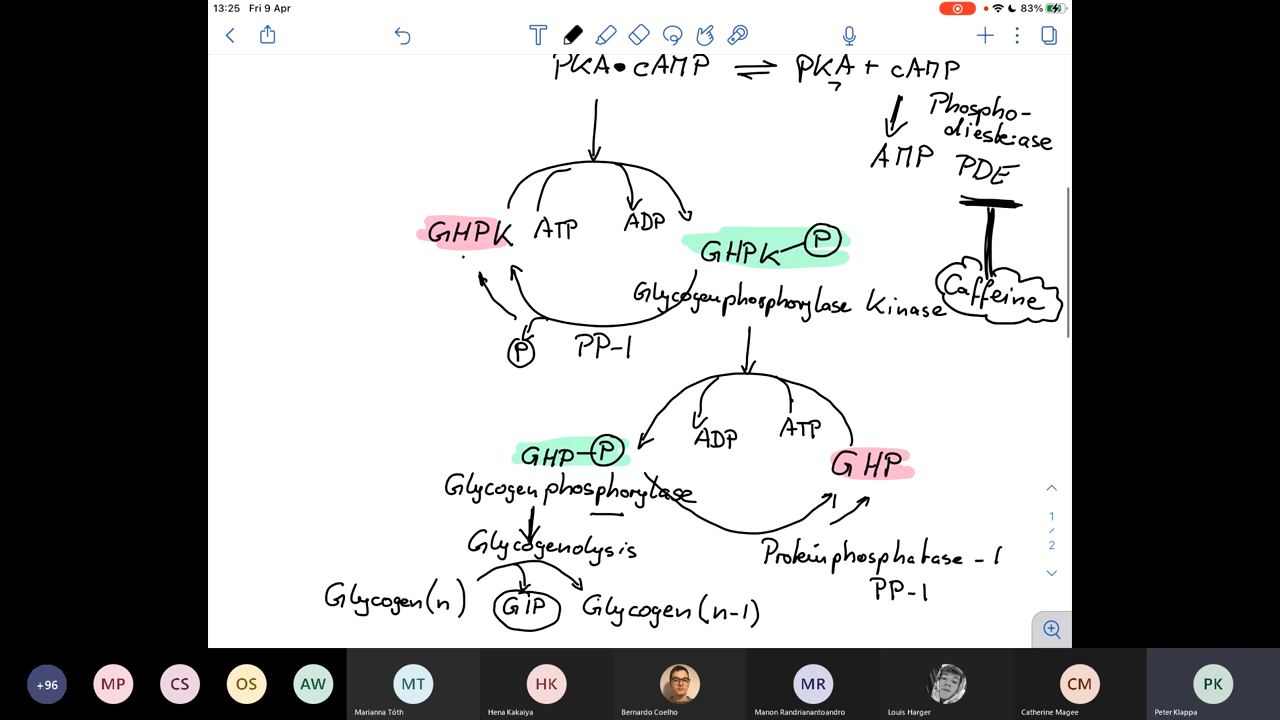 13:25 Fri 9 Apr
83%
PKA•cAMP ⇌ PKA + cAMP
Phospho-
diesterase
AMP PDE
GHPK ATP ADP
GHPK-P
Glycogenphosphorylase Kinase
Caffeine
P PP-1
ADP ATP
GHP-P GHP
Glycogen phosphorylase
Glycogenolysis
Proteinphosphatase-1
PP-1
Glycogen(n) G1P Glycogen(n-1)
1
/
2
+96 MP CS OS AW MT HK MR CM PK
Marianna Tóth Hena Kakaiya Bernardo Coelho Manon Randrianantoandro Louis Harger Catherine Magee Peter Klappa